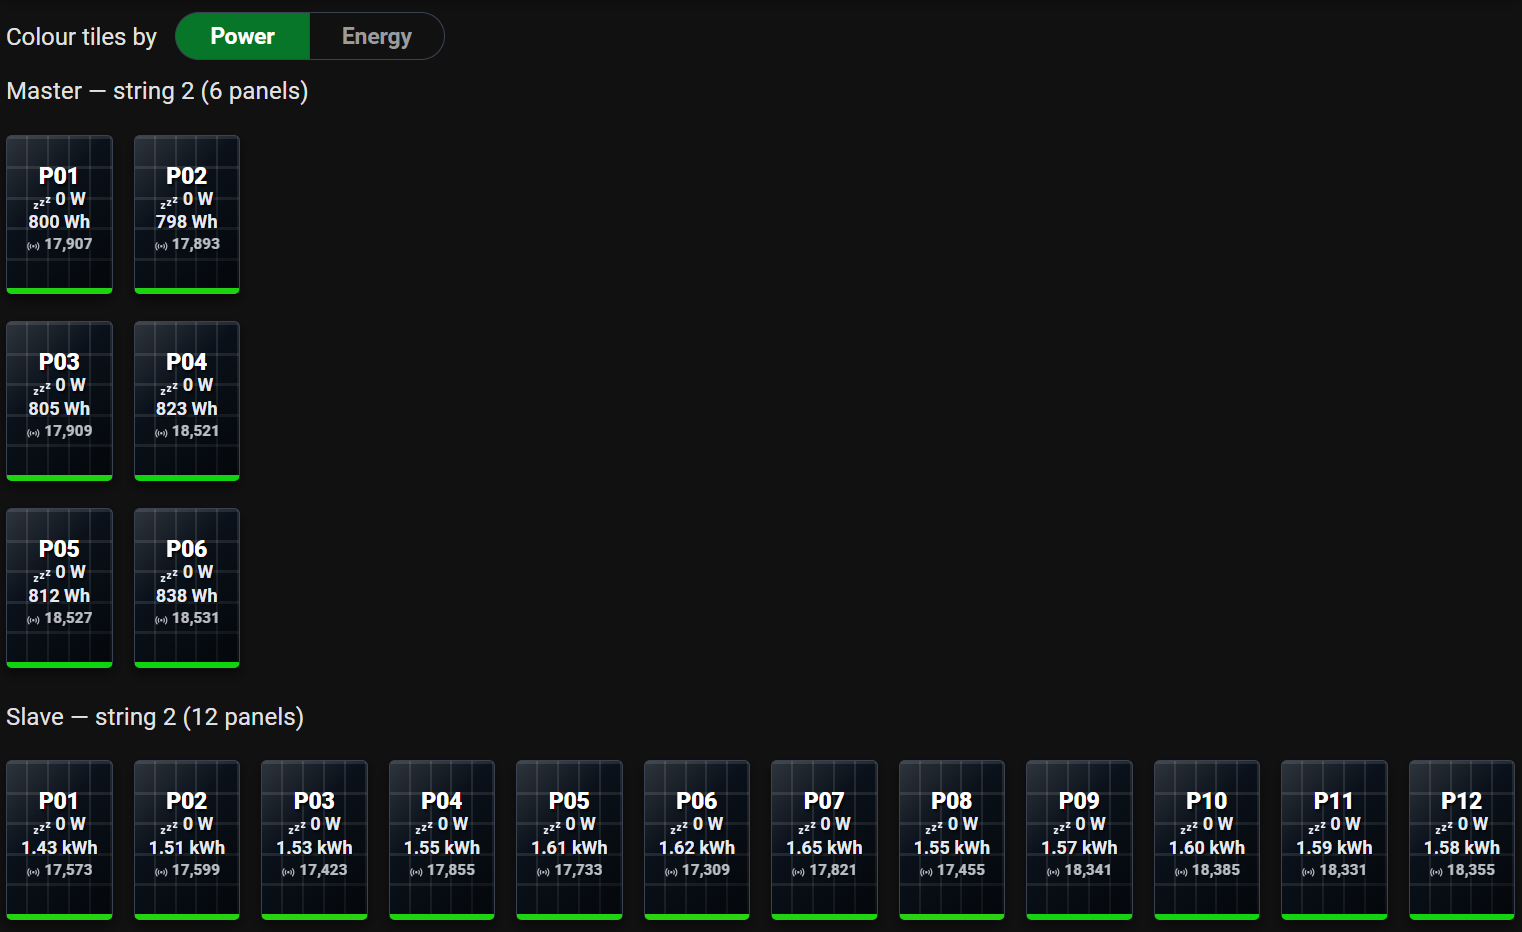 Colour tiles by Power Energy
Master — string 2 (6 panels)
P01
zzz 0 W
800 Wh
17,907
P02
zzz 0 W
798 Wh
17,893
P03
zzz 0 W
805 Wh
17,909
P04
zzz 0 W
823 Wh
18,521
P05
zzz 0 W
812 Wh
18,527
P06
zzz 0 W
838 Wh
18,531
Slave — string 2 (12 panels)
P01
zzz 0 W
1.43 kWh
17,573
P02
zzz 0 W
1.51 kWh
17,599
P03
zzz 0 W
1.53 kWh
17,423
P04
zzz 0 W
1.55 kWh
17,855
P05
zzz 0 W
1.61 kWh
17,733
P06
zzz 0 W
1.62 kWh
17,309
P07
zzz 0 W
1.65 kWh
17,821
P08
zzz 0 W
1.55 kWh
17,455
P09
zzz 0 W
1.57 kWh
18,341
P10
zzz 0 W
1.60 kWh
18,385
P11
zzz 0 W
1.59 kWh
18,331
P12
zzz 0 W
1.58 kWh
18,355